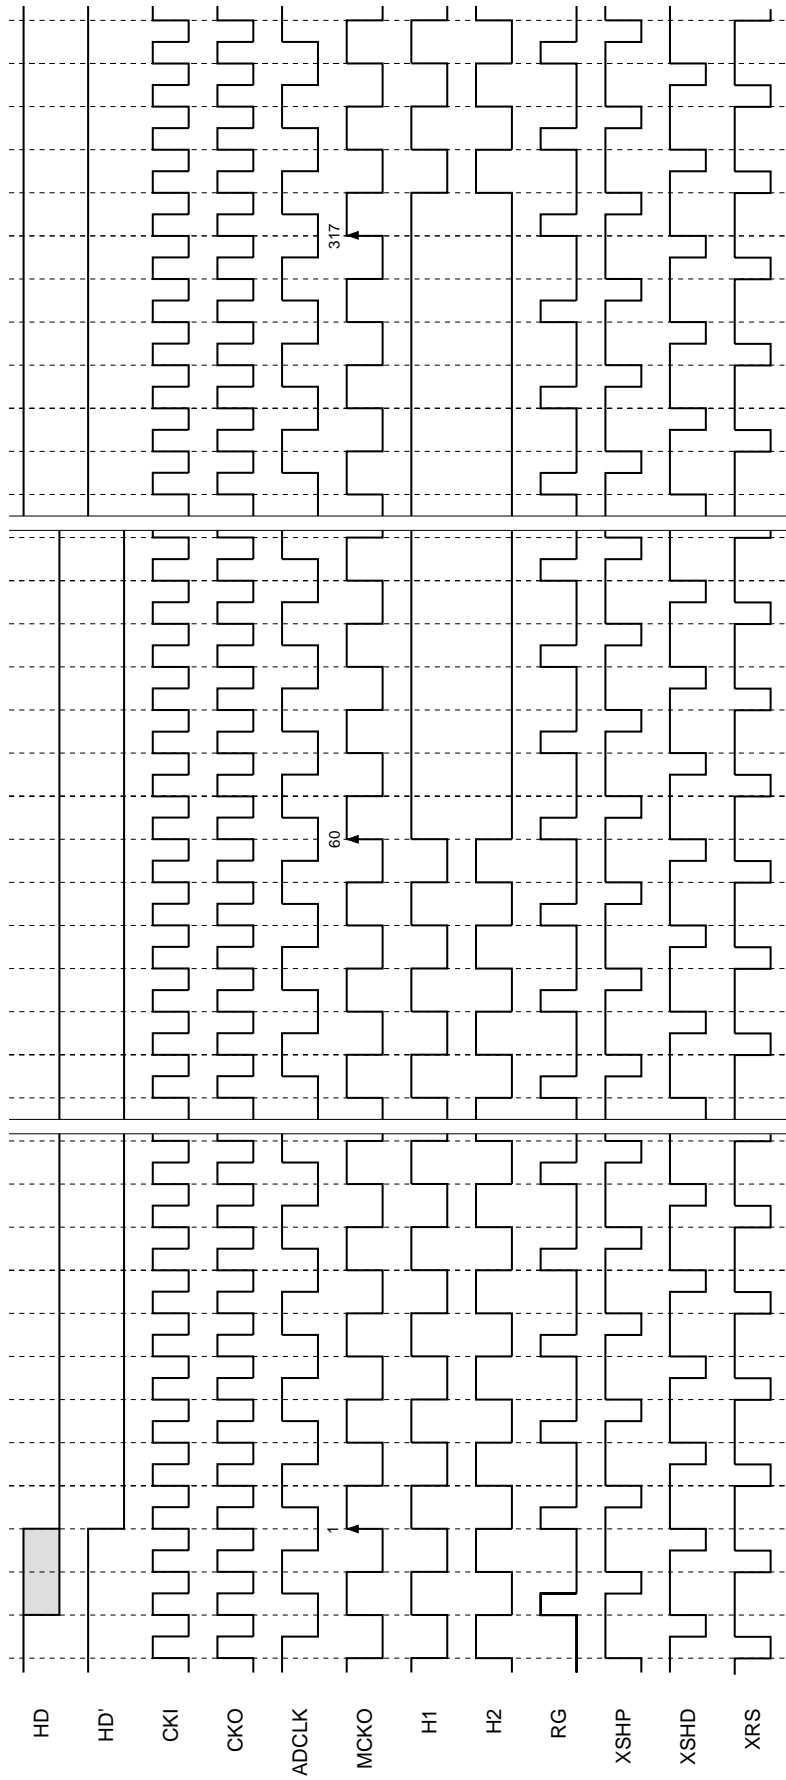 HD
HD'
CKI
CKO
ADCLK
MCKO
1
60
317
H1
H2
RG
XSHP
XSHD
XRS